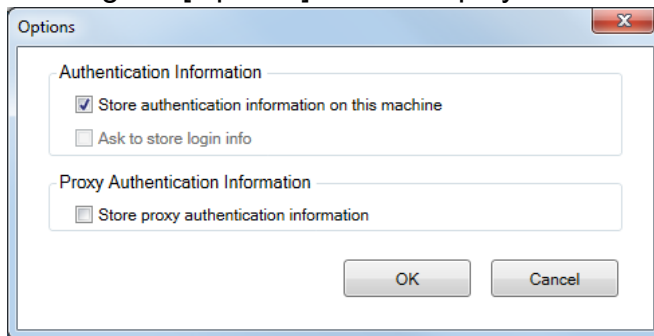 Options
Authentication Information
Store authentication information on this machine
Ask to store login info
Proxy Authentication Information
Store proxy authentication information
OK
Cancel